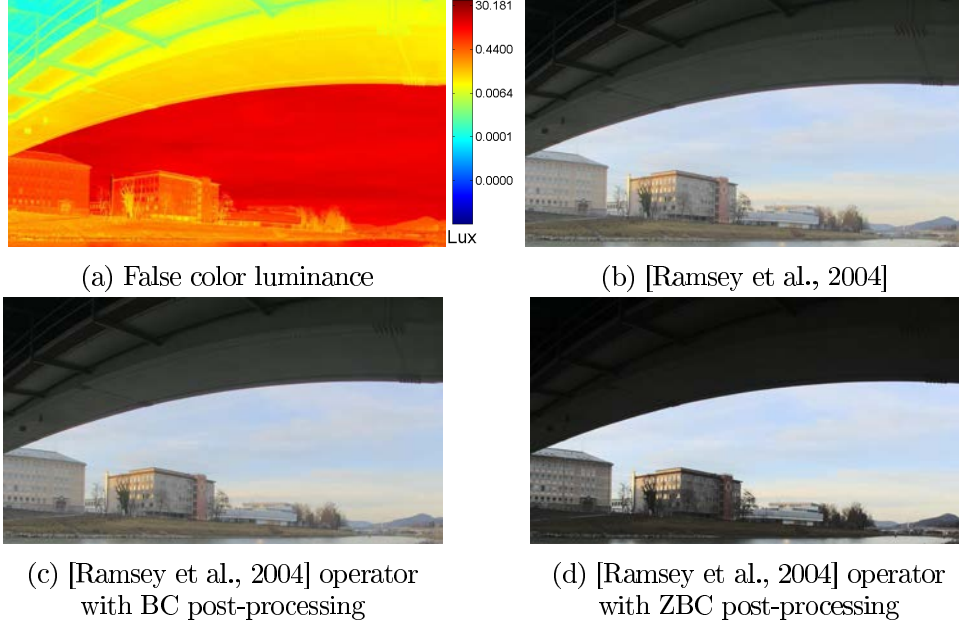 30.181
0.4400
0.0064
0.0001
0.0000
Lux
(a) False color luminance
(b) [Ramsey et al., 2004]
(c) [Ramsey et al., 2004] operator
with BC post-processing
(d) [Ramsey et al., 2004] operator
with ZBC post-processing